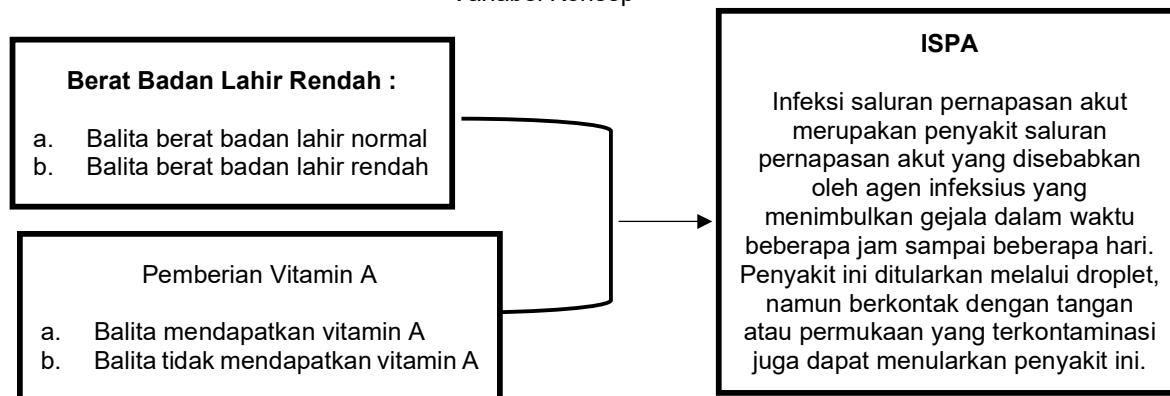 Berat Badan Lahir Rendah :
a. Balita berat badan lahir normal
b. Balita berat badan lahir rendah
Pemberian Vitamin A
a. Balita mendapatkan vitamin A
b. Balita tidak mendapatkan vitamin A
ISPA
Infeksi saluran pernapasan akut
merupakan penyakit saluran
pernapasan akut yang disebabkan
oleh agen infeksius yang
menimbulkan gejala dalam waktu
beberapa jam sampai beberapa hari.
Penyakit ini ditularkan melalui droplet,
namun berkontak dengan tangan
atau permukaan yang terkontaminasi
juga dapat menularkan penyakit ini.